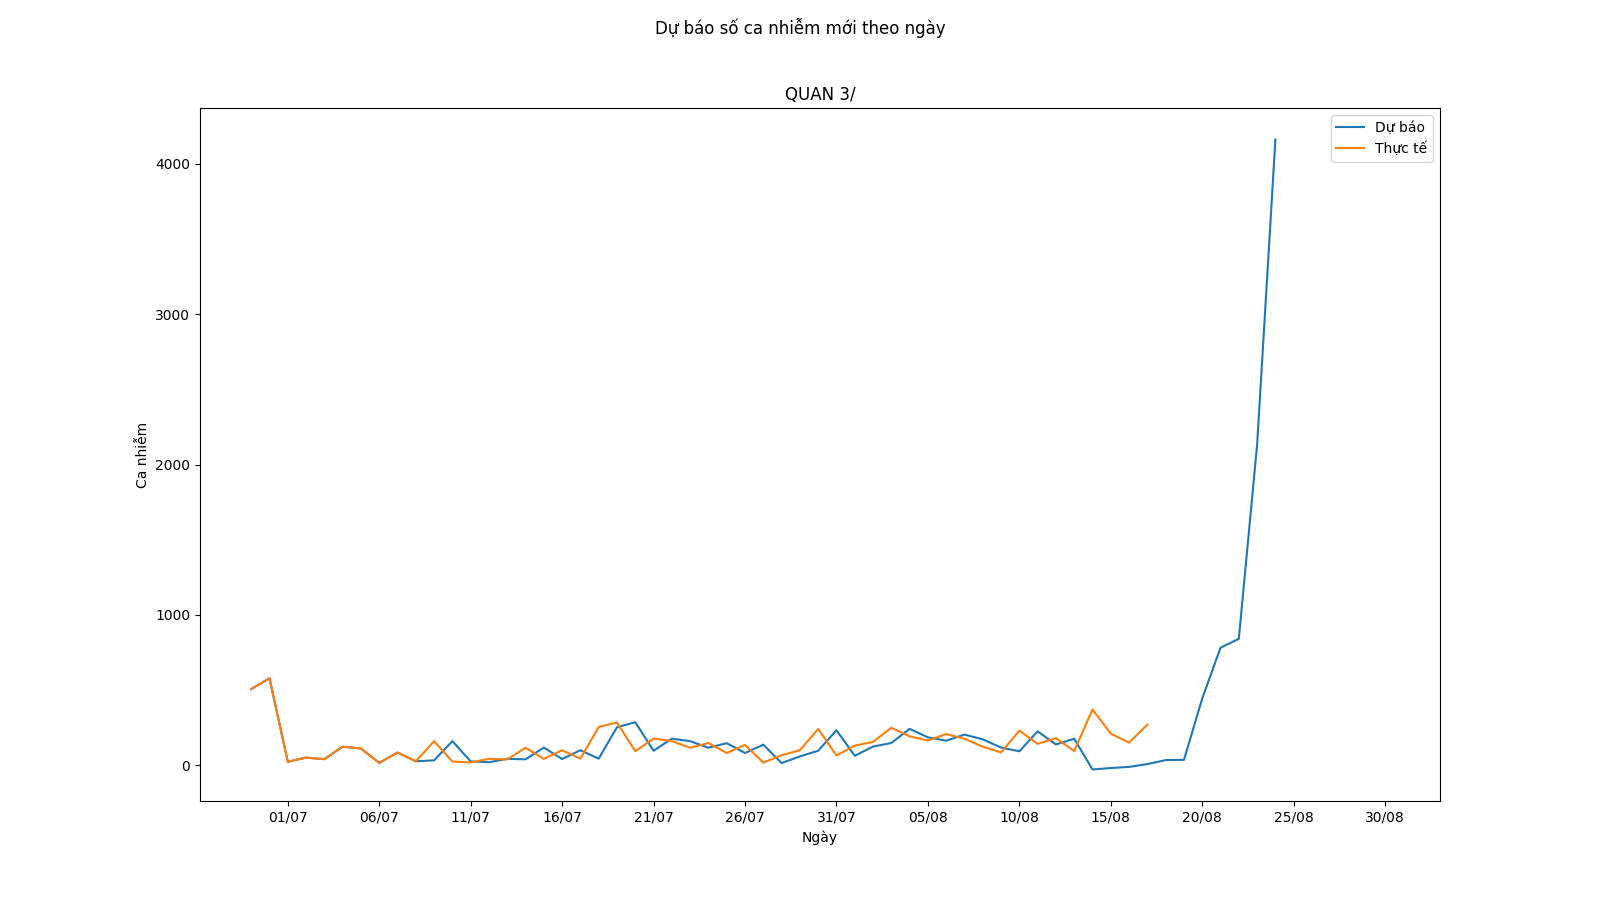 Dự báo số ca nhiễm mới theo ngày
QUAN 3/
Dự báo
Thực tế
4000
3000
2000
1000
0
Ca nhiễm
01/07 06/07 11/07 16/07 21/07 26/07 31/07 05/08 10/08 15/08 20/08 25/08 30/08
Ngày